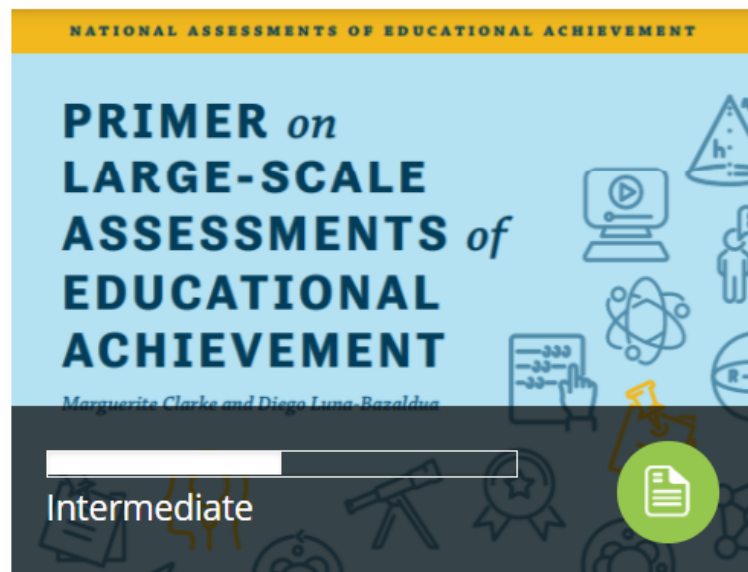 NATIONAL ASSESSMENTS OF EDUCATIONAL ACHIEVEMENT
PRIMER on
LARGE-SCALE
ASSESSMENTS of
EDUCATIONAL
ACHIEVEMENT
Marguerite Clarke and Diego Luna-Bazaldua
h
R-
Intermediate